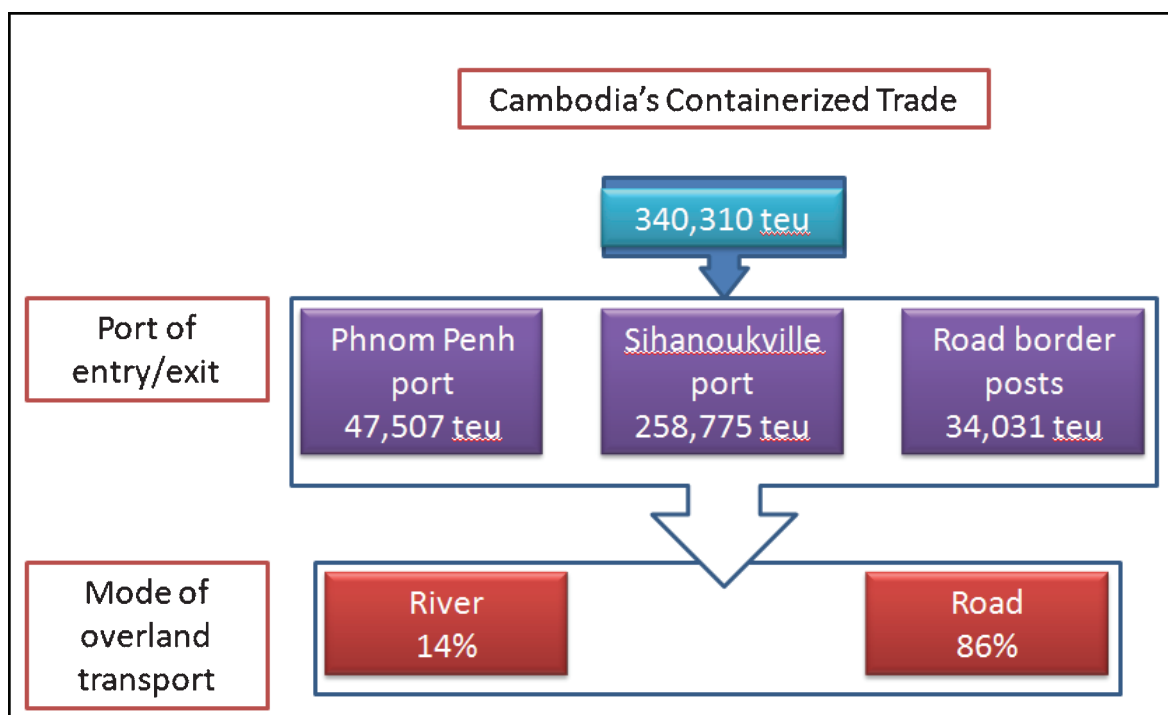 Cambodia's Containerized Trade
340,310 teu
Port of
entry/exit
Phnom Penh
port
47,507 teu
Sihanoukville
port
258,775 teu
Road border
posts
34,031 teu
Mode of
overland
transport
River
14%
Road
86%